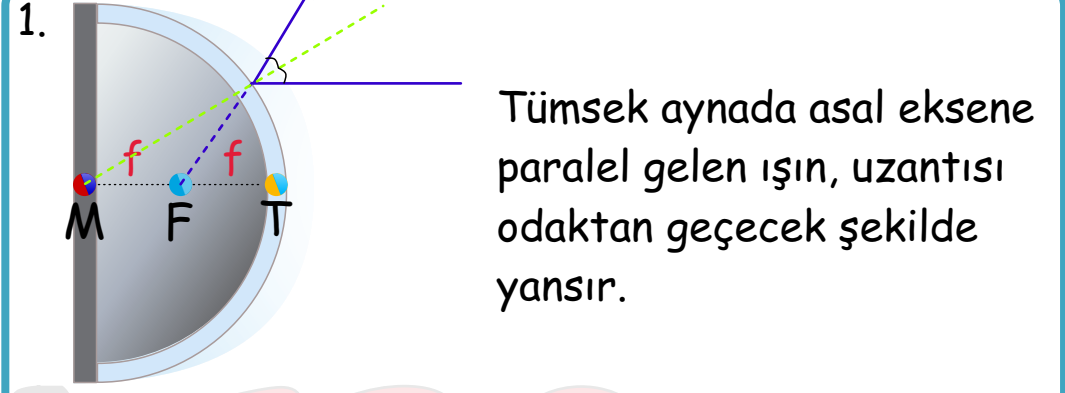 1.
Tümsek aynada asal eksene
paralel gelen ışın, uzantısı
odaktan geçecek şekilde
yansır.
f f
M F T